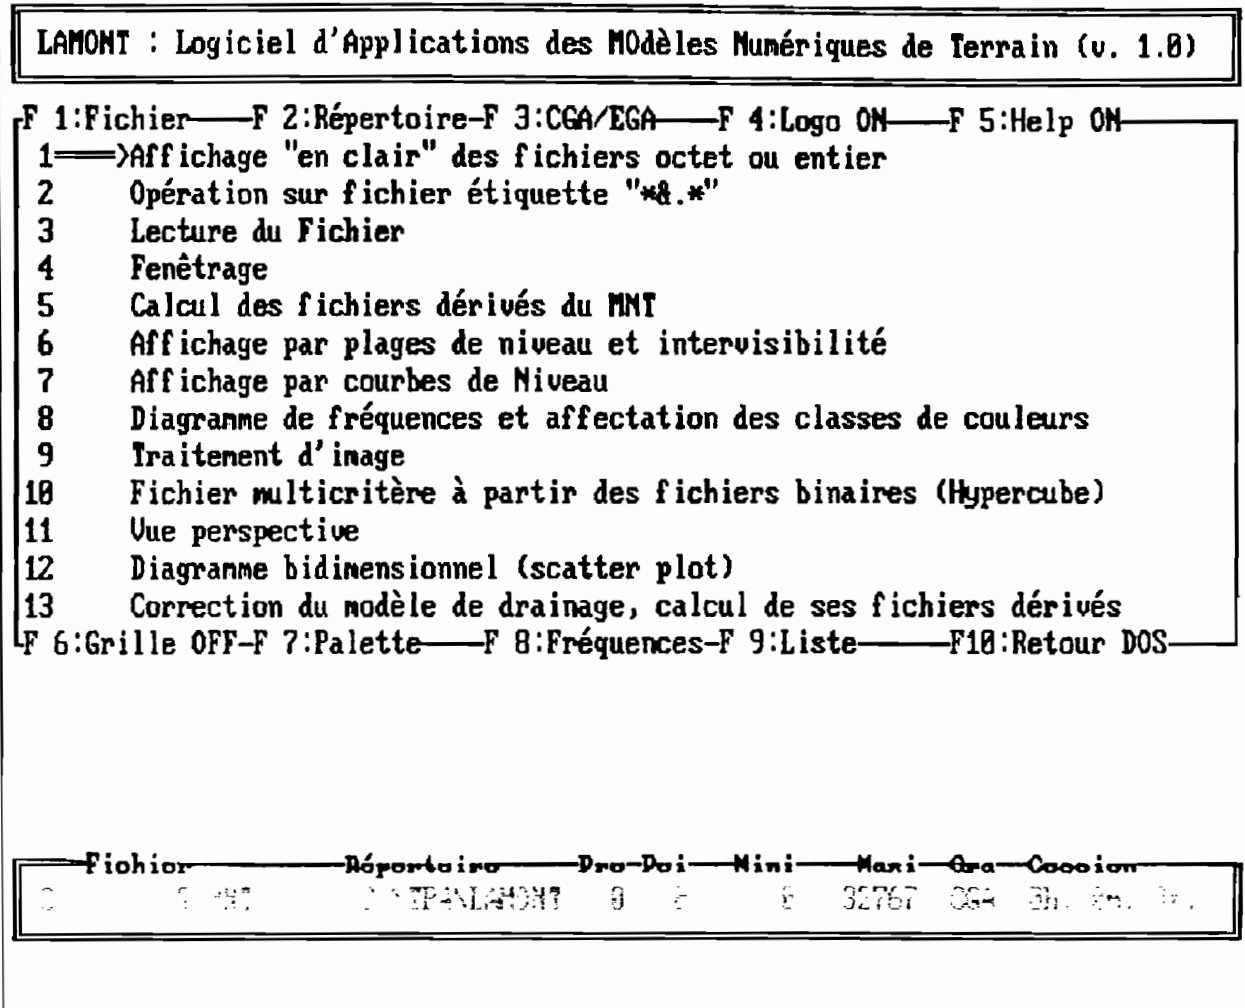 LAMONT : Logiciel d'Applications des MOdèles Numériques de Terrain (v. 1.0)
F 1:Fichier F 2:Répertoire F 3:CGA/EGA F 4:Logo ON F 5:Help ON
1 ====>Affichage "en clair" des fichiers octet ou entier
2 Opération sur fichier étiquette "*&.*"
3 Lecture du Fichier
4 Fenêtrage
5 Calcul des fichiers dérivés du MNT
6 Affichage par plages de niveau et intervisibilité
7 Affichage par courbes de Niveau
8 Diagramme de fréquences et affectation des classes de couleurs
9 Traitement d'image
10 Fichier multicritère à partir des fichiers binaires (Hypercube)
11 Vue perspective
12 Diagramme bidimensionnel (scatter plot)
13 Correction du modèle de drainage, calcul de ses fichiers dérivés
F 6:Grille OFF F 7:Palette F 8:Fréquences F 9:Liste F10:Retour DOS
Fichier Répertoire Mini Maxi Gra Session
LAMONT 0 32767 CGA